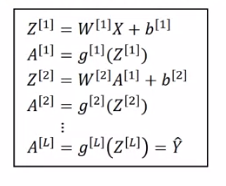 Z[1] = W[1]X + b[1]
A[1] = g[1](Z[1])
Z[2] = W[2]A[1] + b[2]
A[2] = g[2](Z[2])
⋮
A[L] = g[L](Z[L]) = Ŷ